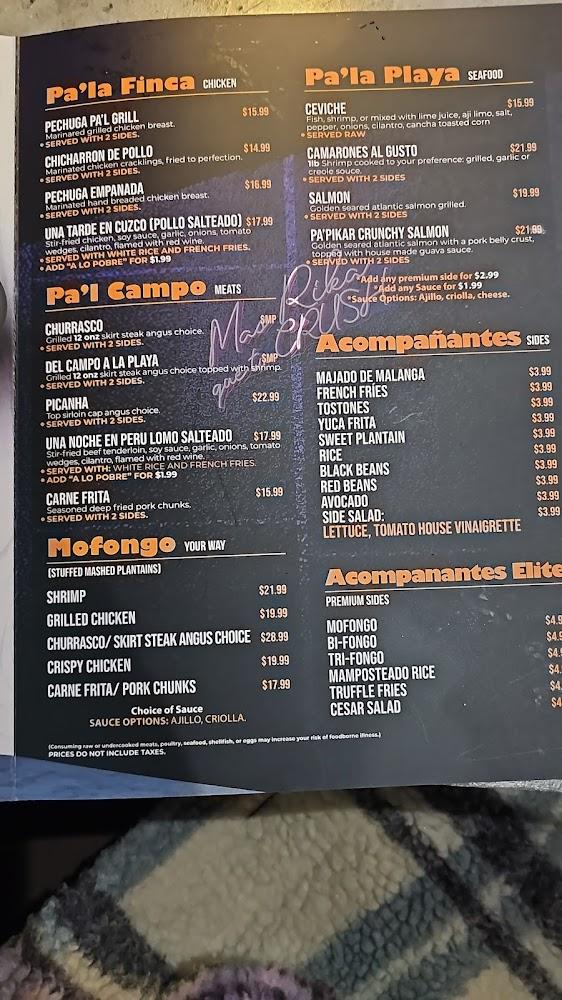 Pa'la Finca CHICKEN
PECHUGA PA'L GRILL $15.99
Marinared grilled chicken breast.
• SERVED WITH 2 SIDES.
CHICHARRON DE POLLO $14.99
Marinated chicken cracklings, fried to perfection.
• SERVED WITH 2 SIDES.
PECHUGA EMPANADA $16.99
Marinated hand breaded chicken breast.
• SERVED WITH 2 SIDES.
UNA TARDE EN CUZCO (POLLO SALTEADO) $17.99
Stir-fried chicken, soy sauce, garlic, onions, tomato
wedges, cilantro, flamed with red wine.
• SERVED WITH WHITE RICE AND FRENCH FRIES.
• ADD "A LO POBRE" FOR $1.99
Pa'l Campo MEATS
CHURRASCO $MP
Grilled 12 onz skirt steak angus choice.
• SERVED WITH 2 SIDES.
DEL CAMPO A LA PLAYA $MP
Grilled 12 onz skirt steak angus choice topped with shrimp.
• SERVED WITH 2 SIDES.
PICANHA $22.99
Top sirloin cap angus choice.
• SERVED WITH 2 SIDES.
UNA NOCHE EN PERU LOMO SALTEADO $17.99
Stir-fried beef tenderloin, soy sauce, garlic, onions, tomato
wedges, cilantro, flamed with red wine.
• SERVED WITH: WHITE RICE AND FRENCH FRIES.
• ADD "A LO POBRE" FOR $1.99
CARNE FRITA $15.99
Seasoned deep fried pork chunks.
• SERVED WITH 2 SIDES.
Mofongo YOUR WAY
(STUFFED MASHED PLANTAINS)
SHRIMP $21.99
GRILLED CHICKEN $19.99
CHURRASCO/ SKIRT STEAK ANGUS CHOICE $28.99
CRISPY CHICKEN $19.99
CARNE FRITA/ PORK CHUNKS $17.99
Choice of Sauce
SAUCE OPTIONS: AJILLO, CRIOLLA.
(Consuming raw or undercooked meats, poultry, seafood, shellfish, or eggs may increase your risk of foodborne illness.)
PRICES DO NOT INCLUDE TAXES.
Pa'la Playa SEAFOOD
CEVICHE $15.99
Fish, shrimp, or mixed with lime juice, aji limo, salt,
pepper, onions, cilantro, cancha toasted corn
• SERVED RAW
CAMARONES AL GUSTO $21.99
1lb Shrimp cooked to your preference: grilled, garlic or
creole souce.
• SERVED WITH 2 SIDES
SALMON $19.99
Golden seared atlantic salmon grilled.
• SERVED WITH 2 SIDES
PA'PIKAR CRUNCHY SALMON $21.99
Golden seared atlantic salmon with a pork belly crust,
topped with house made guava sauce.
• SERVED WITH 2 SIDES
*Add any premium side for $2.99
*Add any Sauce for $1.99
*Sauce Options: Ajillo, criolla, cheese.
Mas Rika
que tu CRUSH
Acompañantes SIDES
MAJADO DE MALANGA $3.99
FRENCH FRIES $3.99
TOSTONES $3.99
YUCA FRITA $3.99
SWEET PLANTAIN $3.99
RICE $3.99
BLACK BEANS $3.99
RED BEANS $3.99
AVOCADO $3.99
SIDE SALAD: $3.99
LETTUCE, TOMATO HOUSE VINAIGRETTE
Acompanantes Elite
PREMIUM SIDES
MOFONGO $4.9
BI-FONGO $4.9
TRI-FONGO $4.9
MAMPOSTEADO RICE $4.
TRUFFLE FRIES $4.
CESAR SALAD $4